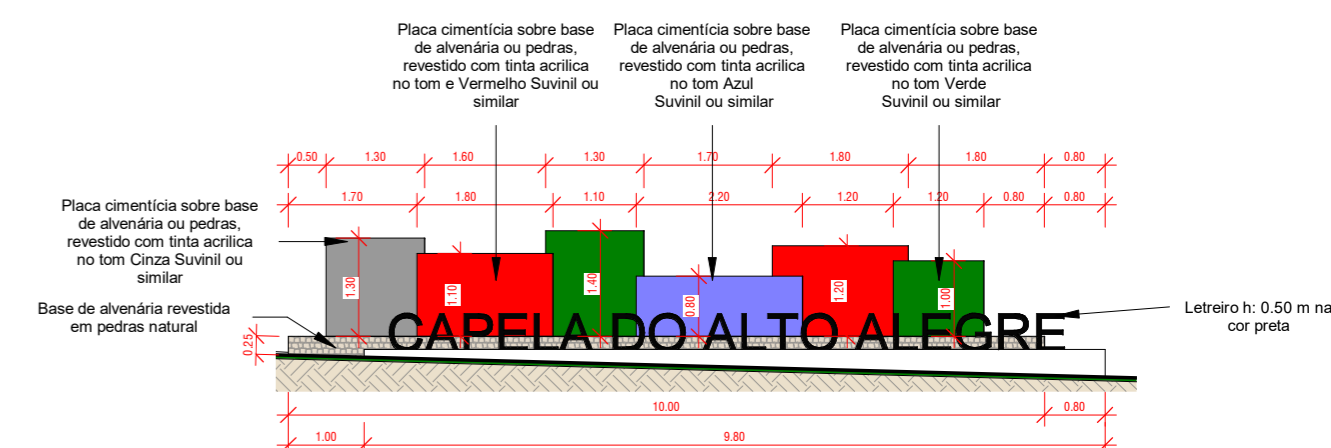 Placa cimentícia sobre base
de alvenária ou pedras,
revestido com tinta acrilica
no tom e Vermelho Suvinil ou
similar
Placa cimentícia sobre base
de alvenária ou pedras,
revestido com tinta acrilica
no tom Azul
Suvinil ou similar
Placa cimentícia sobre base
de alvenária ou pedras,
revestido com tinta acrilica
no tom Verde
Suvinil ou similar
0.50 1.30 1.60 1.30 1.70 1.80 1.80 0.80
1.70 1.80 1.10 2.20 1.20 1.20 0.80 0.80
Placa cimentícia sobre base
de alvenária ou pedras,
revestido com tinta acrilica
no tom Cinza Suvinil ou
similar
1.30
1.10
1.40
0.80
1.20
1.00
Base de alvenária revestida
em pedras natural
0.25
CAPELA DO ALTO ALEGRE
Letreiro h: 0.50 m na
cor preta
10.00 0.80
1.00 9.80